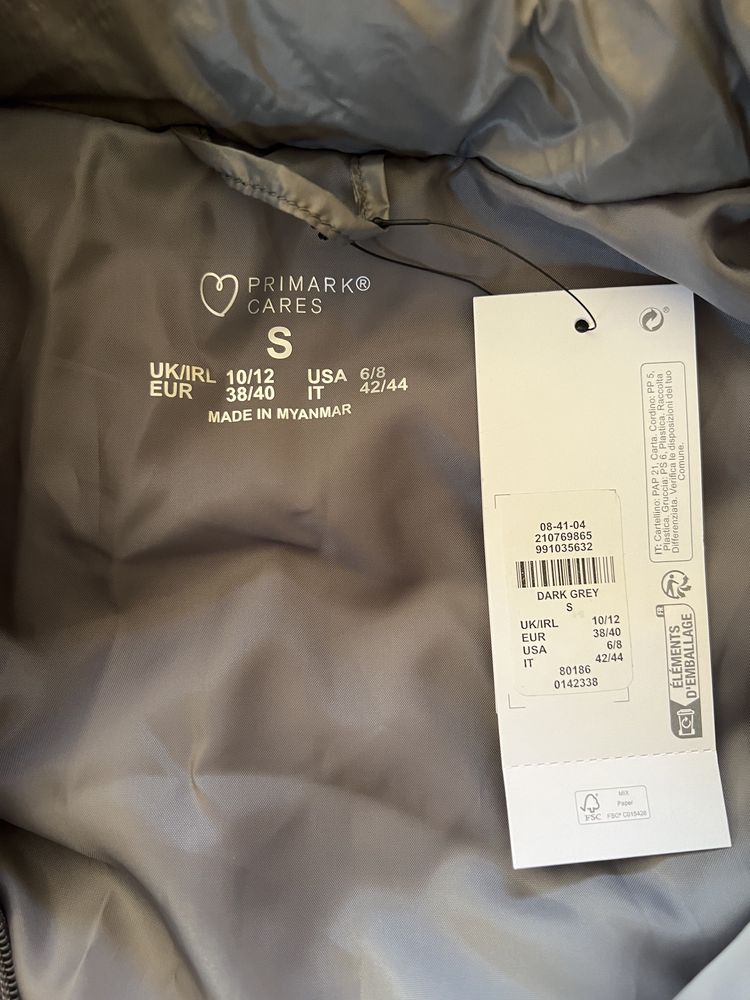 PRIMARK®
CARES
S
UK/IRL 10/12 USA 6/8
EUR 38/40 IT 42/44
MADE IN MYANMAR
IT: Cartellino: PAP 21, Carta. Cordino: PP 5,
Plastica. Gruccia: PS 6, Plastica. Raccolta
Differenziata. Verifica le disposizioni del tuo
Comune.
08-41-04
210769865
991035632
DARK GREY
S
UK/IRL 10/12
EUR 38/40
USA 6/8
IT 42/44
80186
0142338
FR
ÉLÉMENTS
D'EMBALLAGE
FSC
MIX
Paper
FSC® C015428